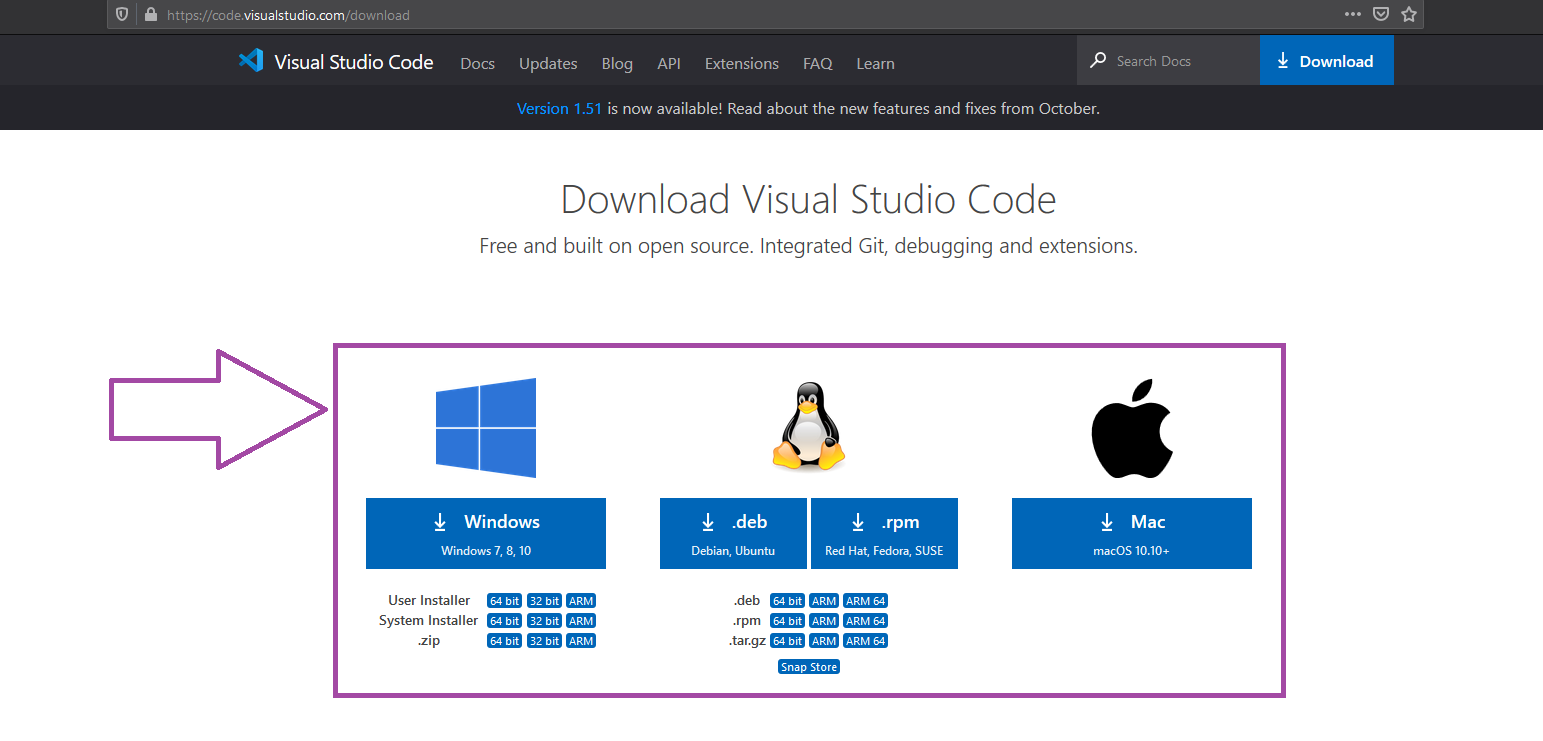 https://code.visualstudio.com/download
Visual Studio Code Docs Updates Blog API Extensions FAQ Learn Search Docs Download
Version 1.51 is now available! Read about the new features and fixes from October.
Download Visual Studio Code
Free and built on open source. Integrated Git, debugging and extensions.
Windows
Windows 7, 8, 10
User Installer 64 bit 32 bit ARM
System Installer 64 bit 32 bit ARM
.zip 64 bit 32 bit ARM
.deb
Debian, Ubuntu
.rpm
Red Hat, Fedora, SUSE
.deb 64 bit ARM ARM 64
.rpm 64 bit ARM ARM 64
.tar.gz 64 bit ARM ARM 64
Snap Store
Mac
macOS 10.10+